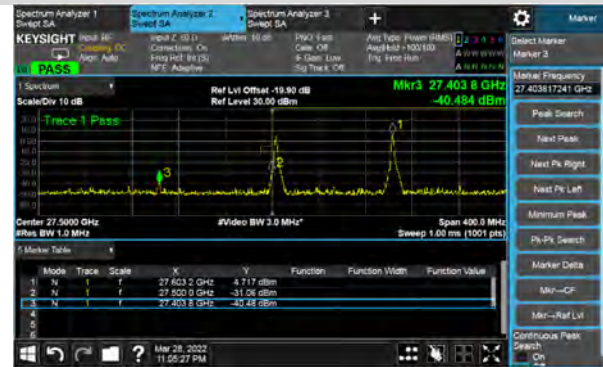 Spectrum Analyzer 1
Swept SA
Spectrum Analyzer 2
Swept SA
Spectrum Analyzer 3
Swept SA
+
Marker
KEYSIGHT Input: RF
Coupling: DC
Align: Auto
Input Z: 50 Ω
Corrections: On
Freq Ref: Int (S)
NFE: Adaptive
Atten: 10 dB
PNO: Fast
Gate: Off
IF Gain: Low
Sig Track: Off
Avg Type: Power (RMS)
Avg|Hold: >100/100
Trig: Free Run
PASS
Select Marker
Marker 3
1 Spectrum
Scale/Div 10 dB
Ref Lvl Offset -19.90 dB
Ref Level 30.00 dBm
Mkr3 27.403 8 GHz
-40.484 dBm
Marker Frequency
27.403817241 GHz
Trace 1 Pass
1
2
3
Peak Search
Next Peak
Next Pk Right
Next Pk Left
Minimum Peak
Pk-Pk Search
Marker Delta
Mkr→CF
Mkr→Ref Lvl
Continuous Peak
Search
On
Center 27.5000 GHz
#Res BW 1.0 MHz
#Video BW 3.0 MHz*
Span 400.0 MHz
Sweep 1.00 ms (1001 pts)
5 Marker Table
Mode Trace Scale X Y Function Function Width Function Value
1 N 1 f 27.603 2 GHz 4.717 dBm
2 N 1 f 27.500 0 GHz -31.06 dBm
3 N 1 f 27.403 8 GHz -40.48 dBm
4
5
6
?
Mar 28, 2022
11:05:27 PM